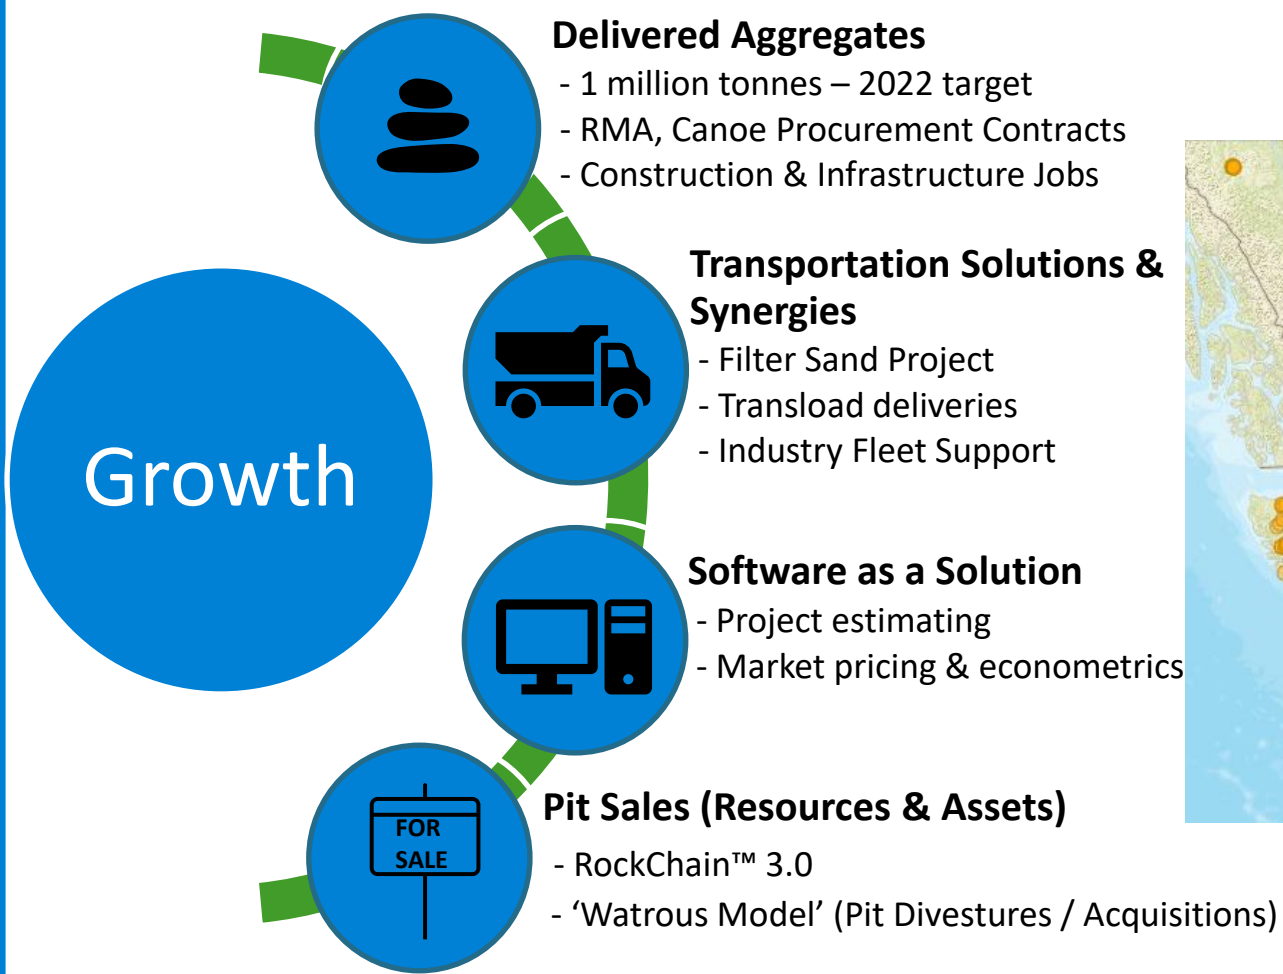 Delivered Aggregates
- 1 million tonnes – 2022 target
- RMA, Canoe Procurement Contracts
- Construction & Infrastructure Jobs
Transportation Solutions &
Synergies
- Filter Sand Project
- Transload deliveries
- Industry Fleet Support
Growth
Software as a Solution
- Project estimating
- Market pricing & econometrics
Pit Sales (Resources & Assets)
FOR
SALE
- RockChain™ 3.0
- ‘Watrous Model’ (Pit Divestures / Acquisitions)